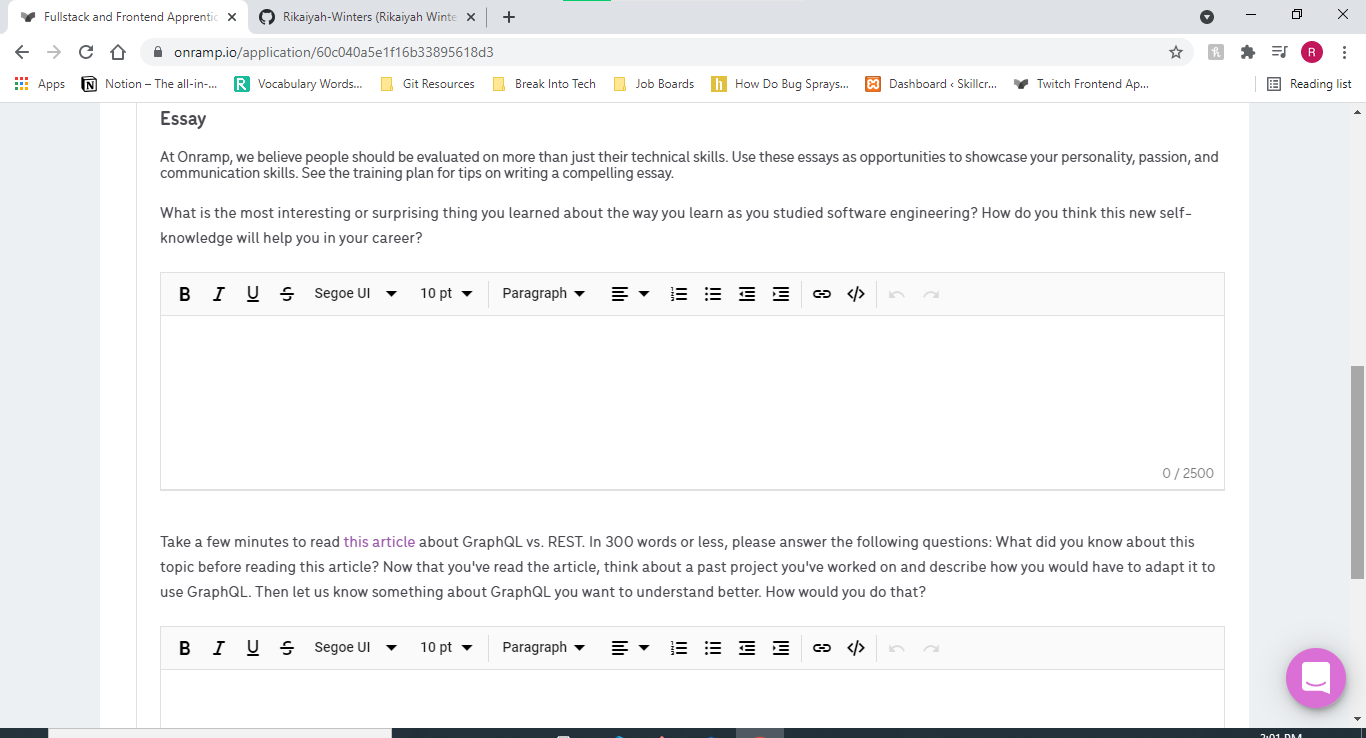 Fullstack and Frontend Apprentic
Rikaiyah-Winters (Rikaiyah Winte
onramp.io/application/60c040a5e1f16b33895618d3
R
Apps
Notion – The all-in-...
Vocabulary Words...
Git Resources
Break Into Tech
Job Boards
How Do Bug Sprays...
Dashboard ‹ Skillcr...
Twitch Frontend Ap...
Reading list
Essay
At Onramp, we believe people should be evaluated on more than just their technical skills. Use these essays as opportunities to showcase your personality, passion, and
communication skills. See the training plan for tips on writing a compelling essay.
What is the most interesting or surprising thing you learned about the way you learn as you studied software engineering? How do you think this new self-
knowledge will help you in your career?
B I U S Segoe UI 10 pt Paragraph
0 / 2500
Take a few minutes to read this article about GraphQL vs. REST. In 300 words or less, please answer the following questions: What did you know about this
topic before reading this article? Now that you've read the article, think about a past project you've worked on and describe how you would have to adapt it to
use GraphQL. Then let us know something about GraphQL you want to understand better. How would you do that?
B I U S Segoe UI 10 pt Paragraph